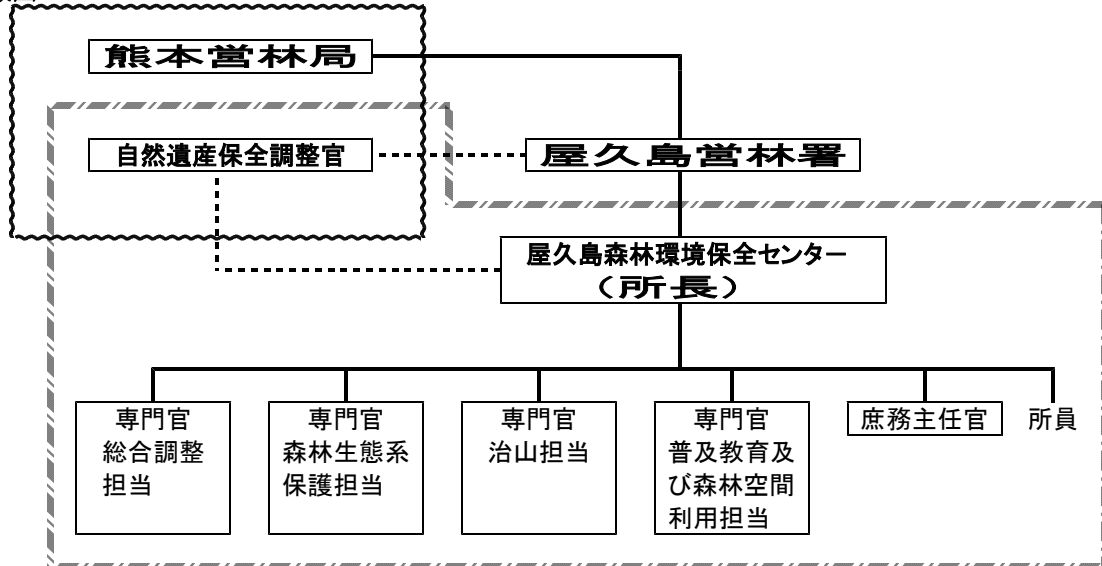 熊本営林局
自然遺産保全調整官
屋久島営林署
屋久島森林環境保全センター
(所長)
専門官
総合調整
担当
専門官
森林生態系
保護担当
専門官
治山担当
専門官
普及教育及
び森林空間
利用担当
庶務主任官
所員